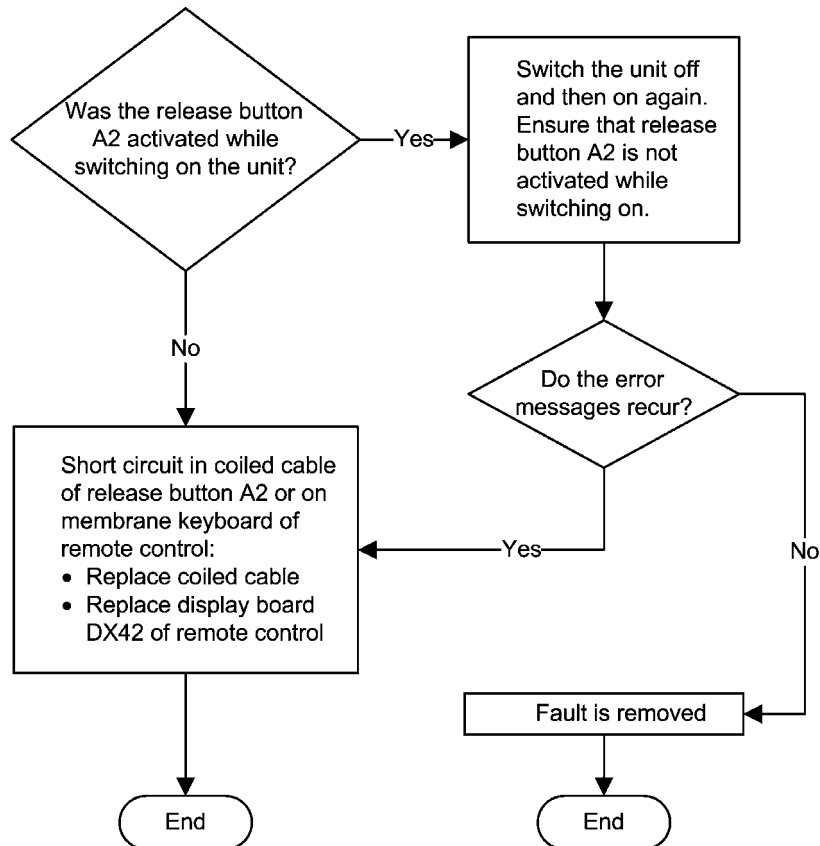 Was the release button
A2 activated while
switching on the unit?
Yes
Switch the unit off
and then on again.
Ensure that release
button A2 is not
activated while
switching on.
No
Do the error
messages recur?
Short circuit in coiled cable
of release button A2 or on
membrane keyboard of
remote control:
• Replace coiled cable
• Replace display board
DX42 of remote control
Yes
No
Fault is removed
End
End